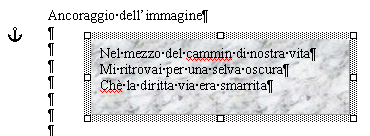 Ancoraggio dell'immagine¶
¶
¶
Nel·mezzo·del·cammin·di·nostra·vita¶
¶
Mi·ritrovai·per·una·selva·oscura¶
¶
Chè·la·diritta·via·era·smarrita¶
¶
¶
¶